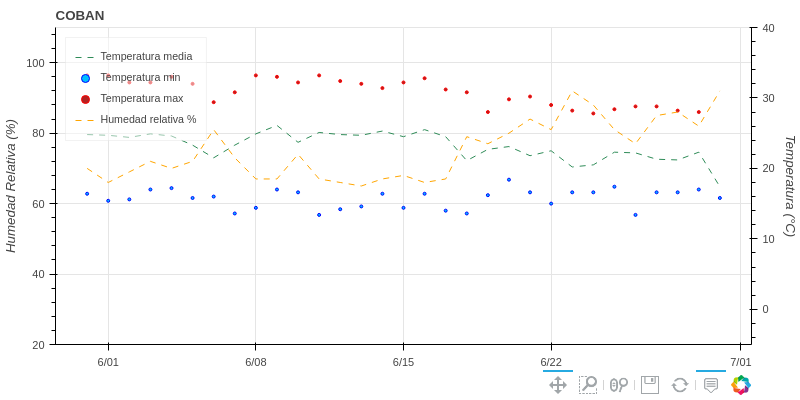 COBAN
Temperatura media
Temperatura min
Temperatura max
Humedad relativa %
Humedad Relativa (%)
100
80
60
40
20
Temperatura (°C)
40
30
20
10
0
6/01
6/08
6/15
6/22
7/01